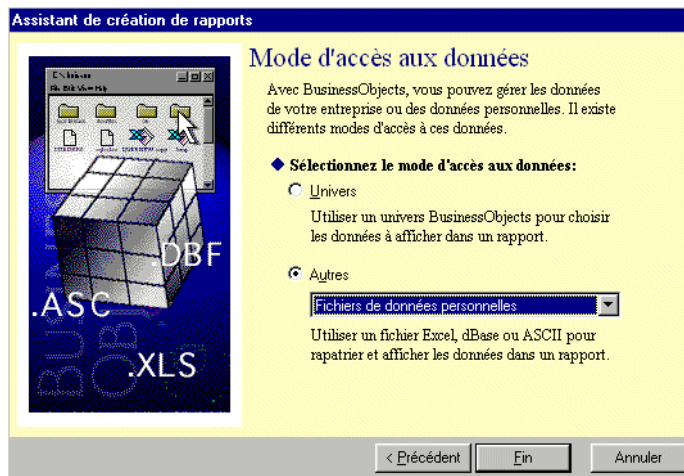 Assistant de création de rapports
Mode d'accès aux données
Avec BusinessObjects, vous pouvez gérer les données
de votre entreprise ou des données personnelles. Il existe
différents modes d'accès à ces données.
Sélectionnez le mode d'accès aux données:
Univers
Utiliser un univers BusinessObjects pour choisir
les données à afficher dans un rapport.
Autres
Fichiers de données personnelles
Utiliser un fichier Excel, dBase ou ASCII pour
rapatrier et afficher les données dans un rapport.
File Edit View Help
.DBF
.ASC
.XLS
< Précédent
Fin
Annuler